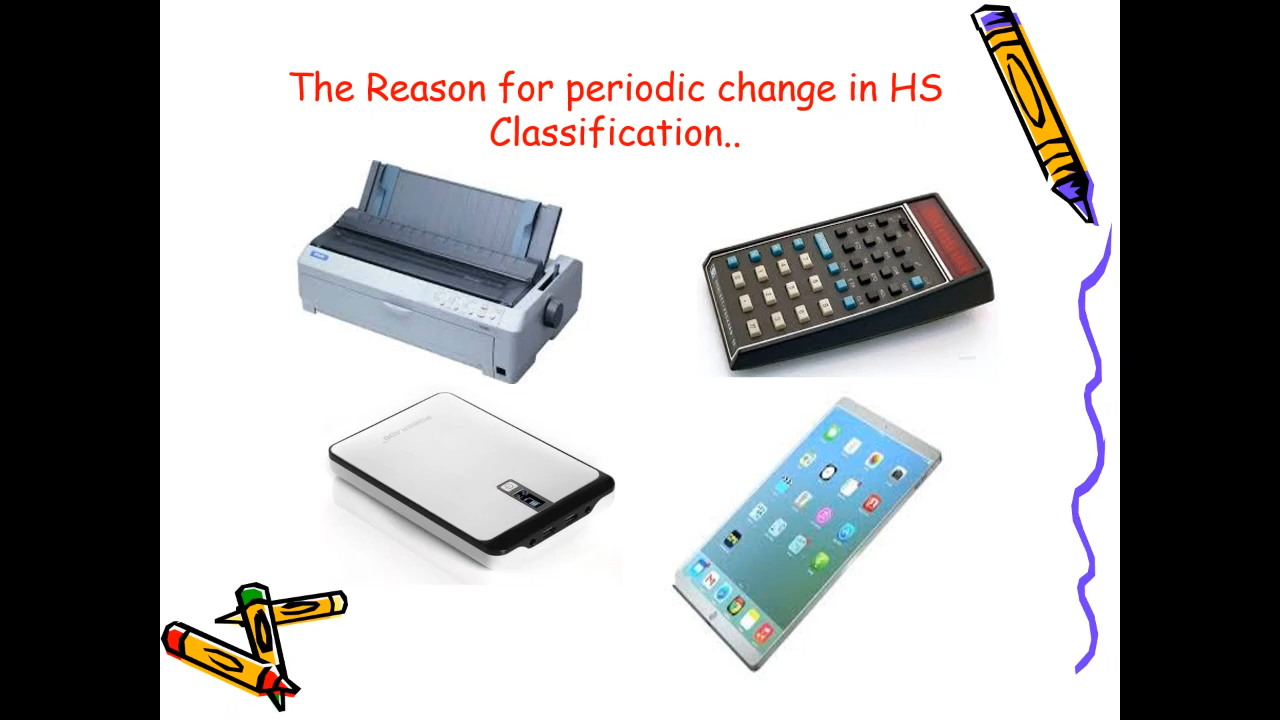 The Reason for periodic change in HS
Classification..